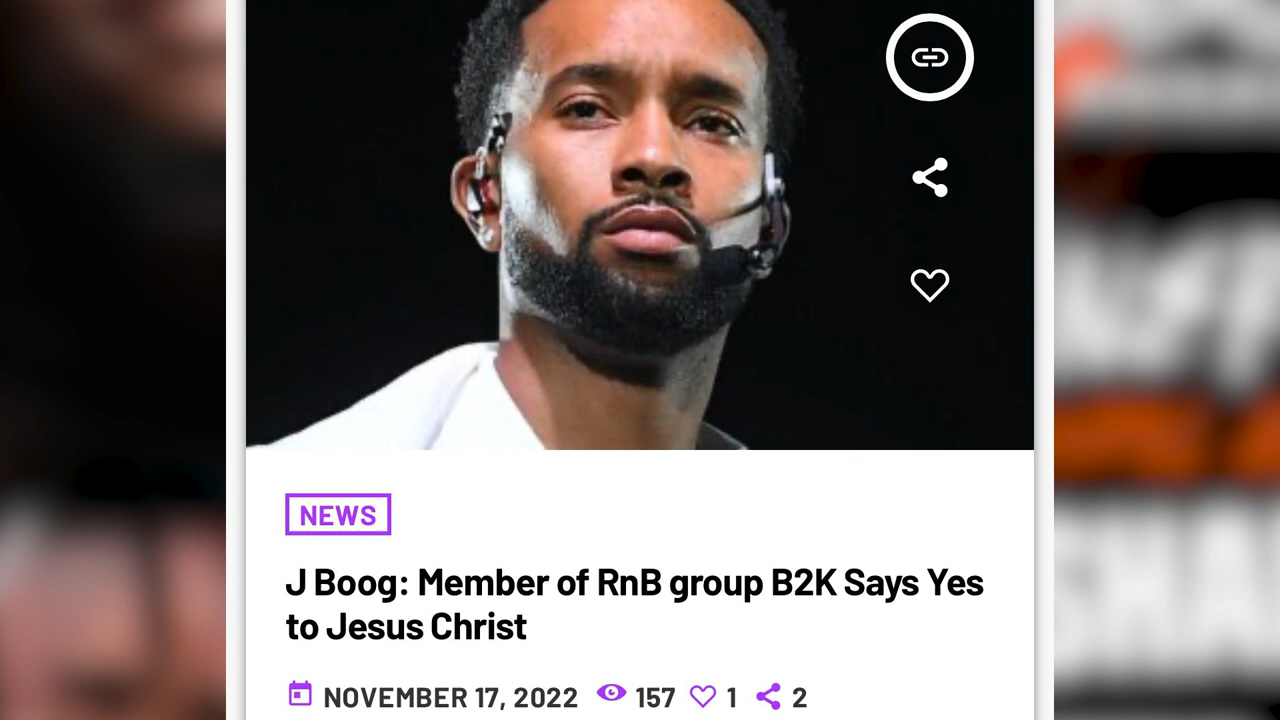 NEWS
J Boog: Member of RnB group B2K Says Yes
to Jesus Christ
NOVEMBER 17, 2022 157 1 2